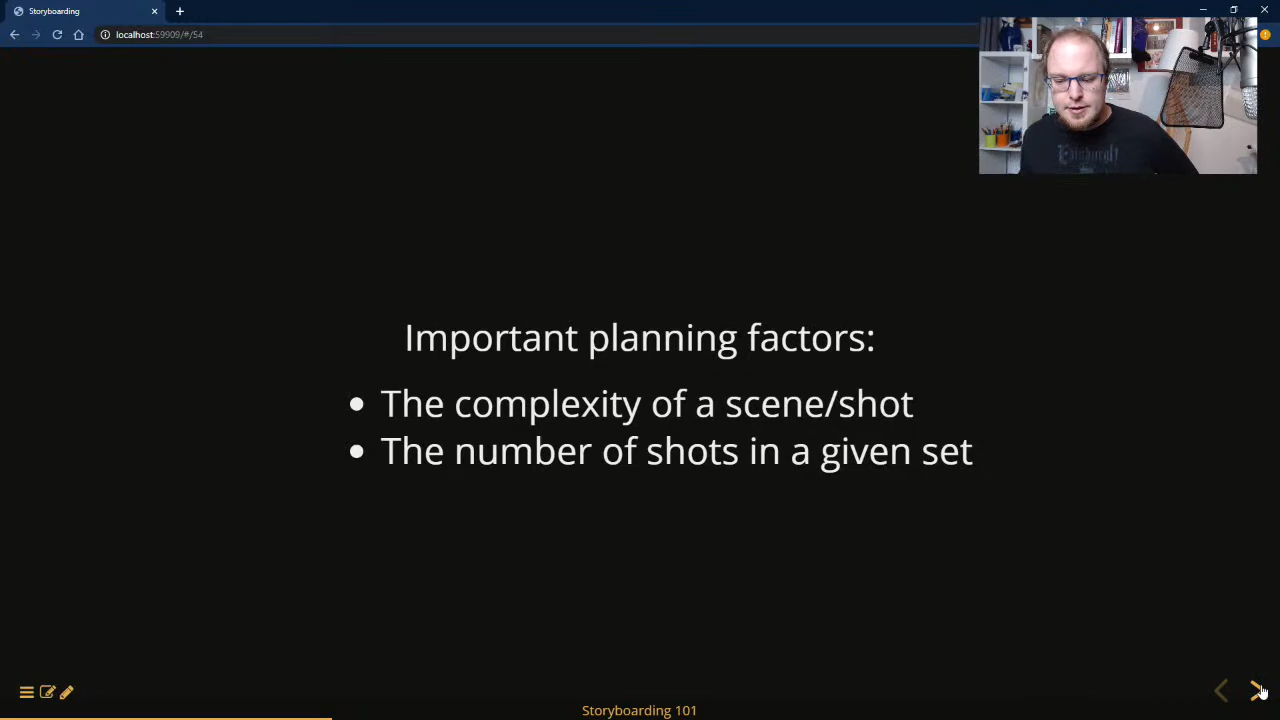 Storyboarding
localhost:59909/#/54
Edinburgh
Important planning factors:
The complexity of a scene/shot
The number of shots in a given set
Storyboarding 101